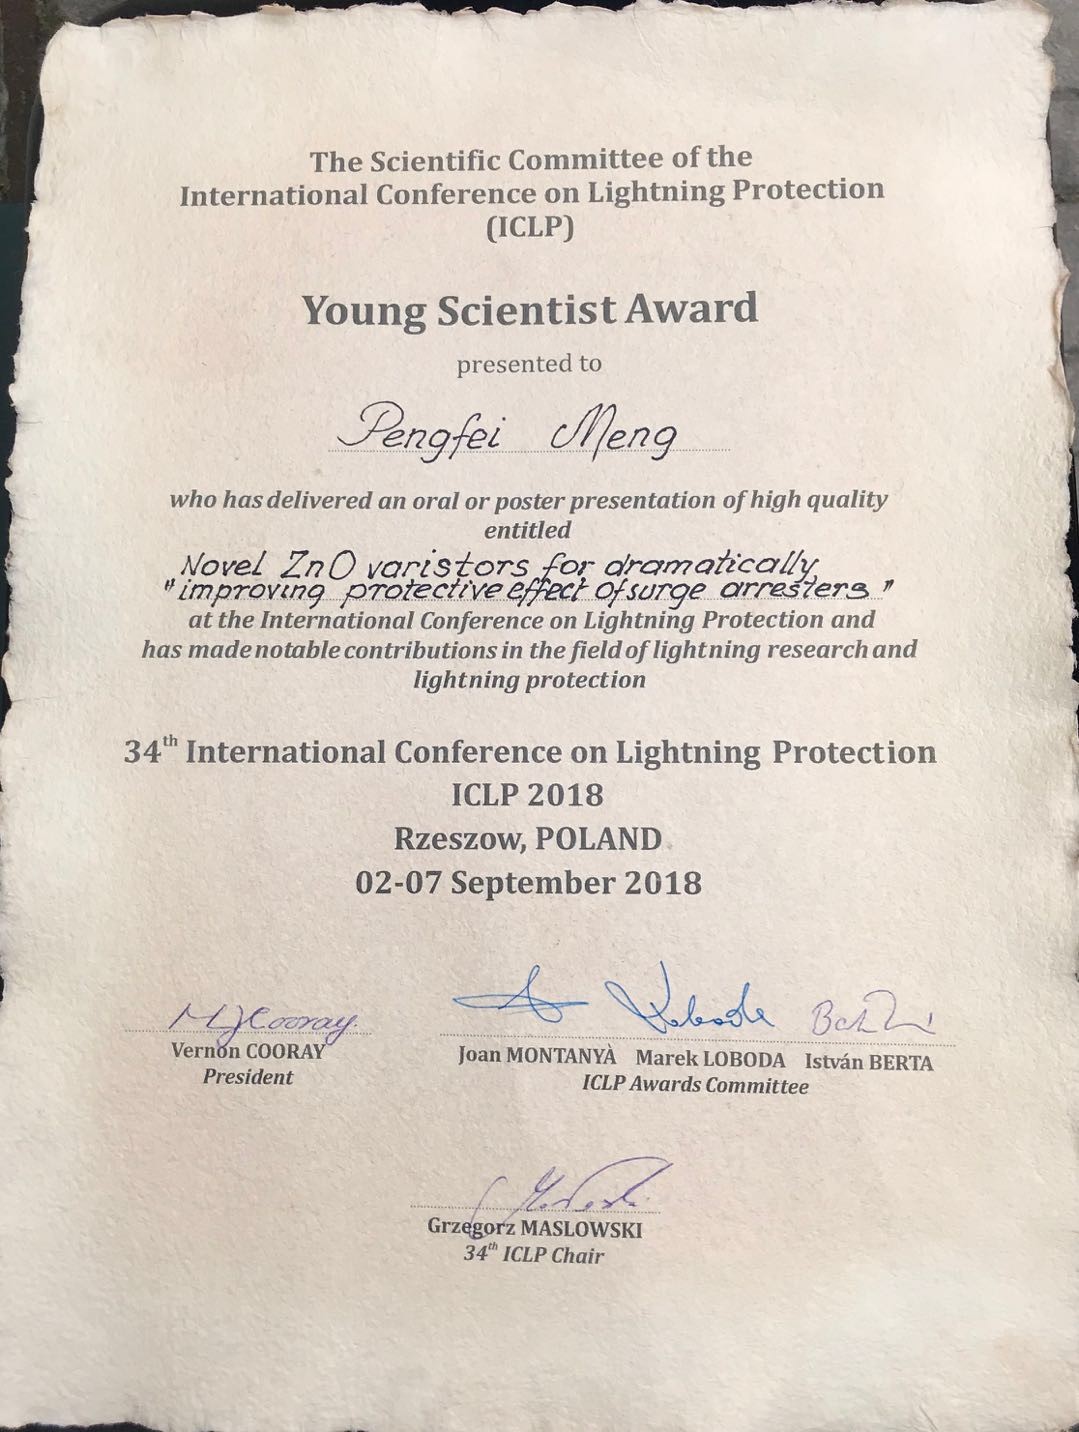 The Scientific Committee of the
International Conference on Lightning Protection
(ICLP)
Young Scientist Award
presented to
Pengfei Meng
who has delivered an oral or poster presentation of high quality
entitled
Novel ZnO varistors for dramatically
"improving protective effect of surge arresters"
at the International Conference on Lightning Protection and
has made notable contributions in the field of lightning research and
lightning protection
34th International Conference on Lightning Protection
ICLP 2018
Rzeszow, POLAND
02-07 September 2018
Vernon COORAY
President
Joan MONTANYÀ Marek LOBODA István BERTA
ICLP Awards Committee
Grzegorz MASLOWSKI
34th ICLP Chair